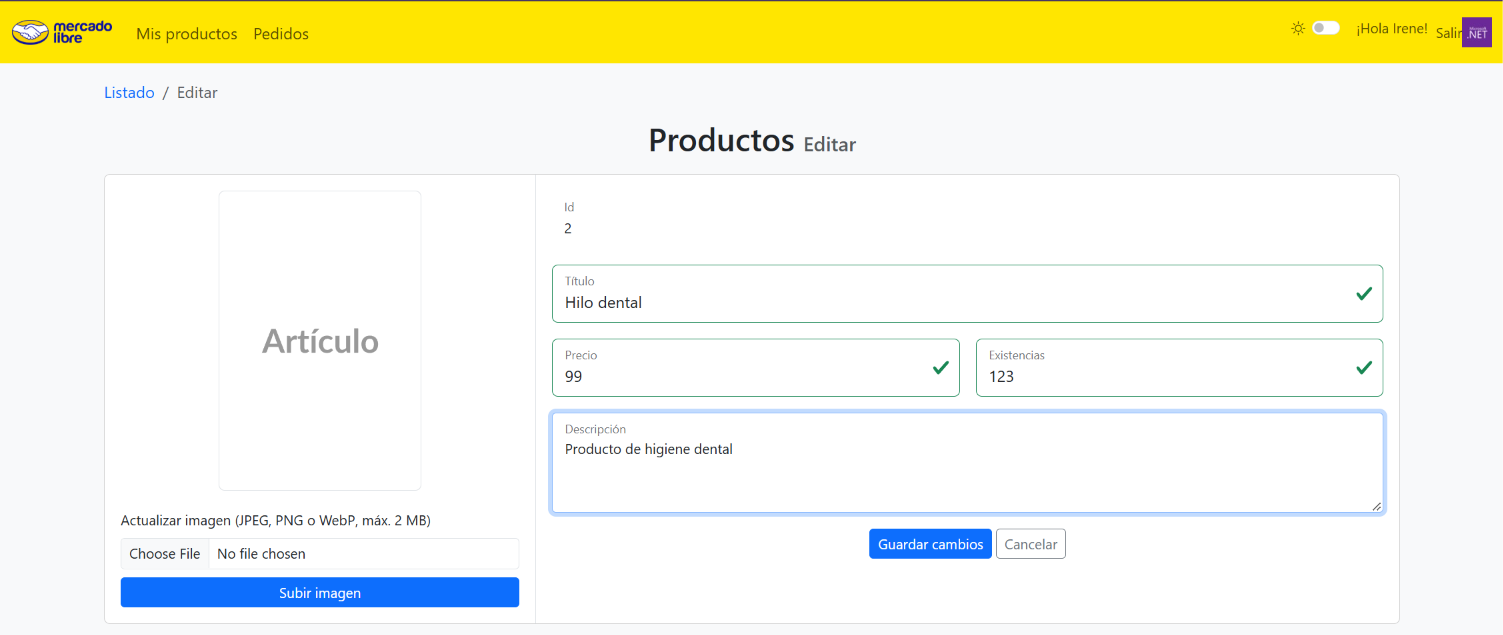 mercado
libre
Mis productos Pedidos
¡Hola Irene! Salir
.NET
Listado / Editar
Productos Editar
Artículo
Actualizar imagen (JPEG, PNG o WebP, máx. 2 MB)
Choose File No file chosen
Subir imagen
Id
2
Título
Hilo dental
Precio
99
Existencias
123
Descripción
Producto de higiene dental
Guardar cambios Cancelar